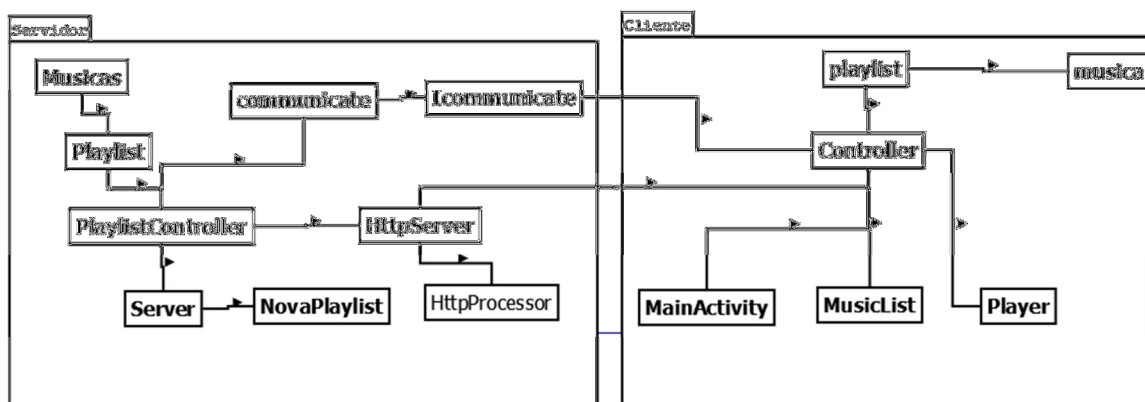 Servidor
Cliente
Musicas
playlist
musica
communicate
Icommunicate
Playlist
Controller
PlaylistController
HttpServer
Server
NovaPlaylist
HttpProcessor
MainActivity
MusicList
Player